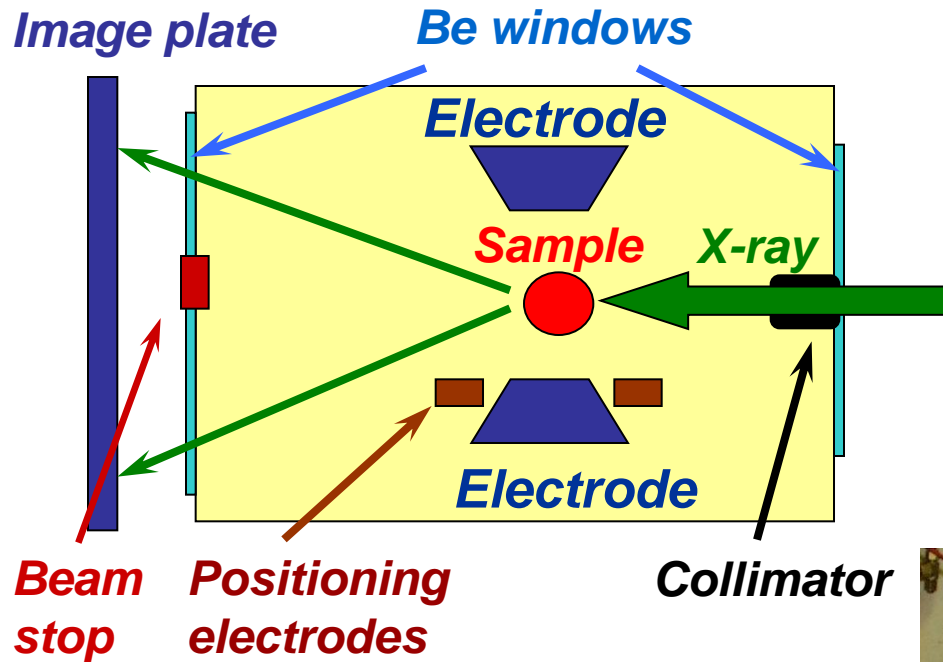 Image plate
Be windows
Electrode
Sample
X-ray
Electrode
Beam
stop
Positioning
electrodes
Collimator